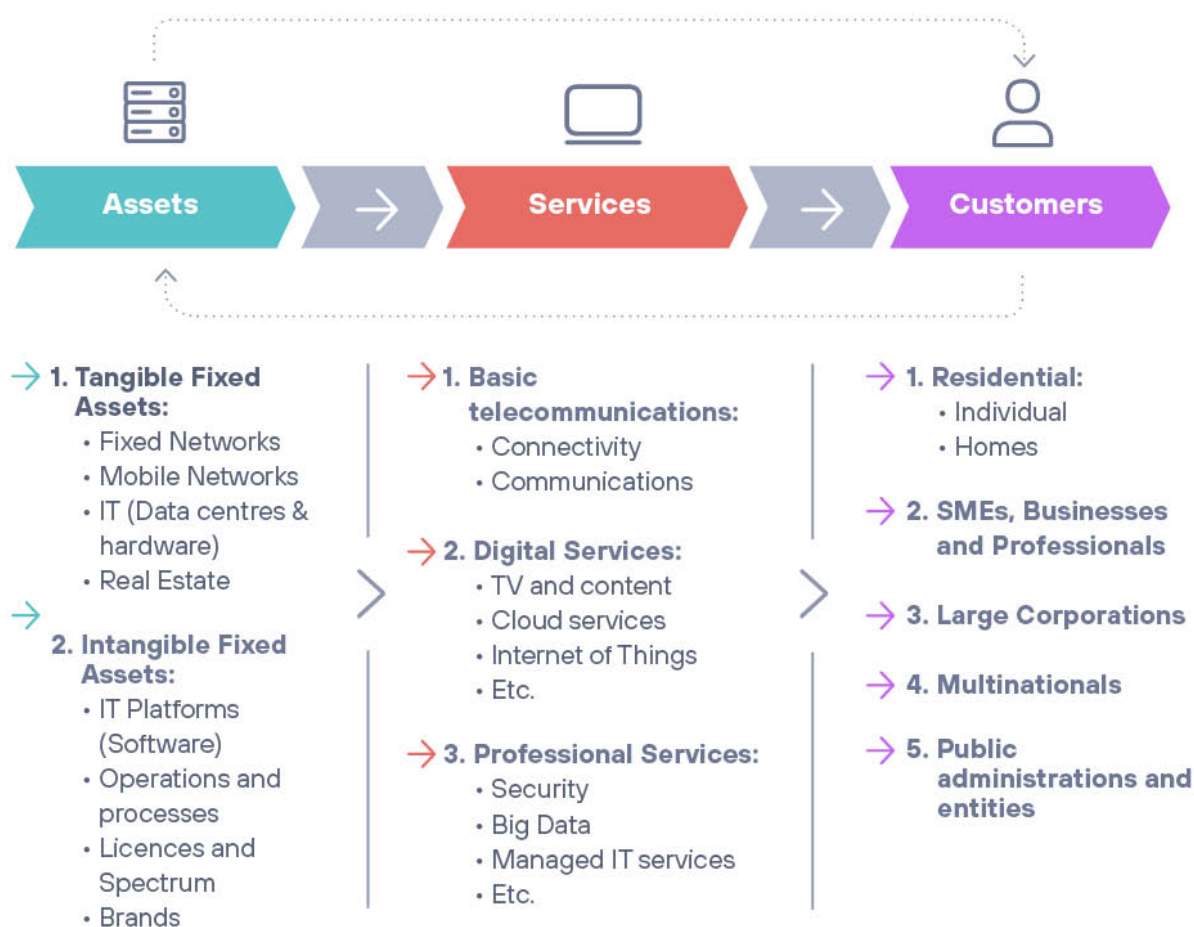 Assets
Services
Customers
1. Tangible Fixed
Assets:
• Fixed Networks
• Mobile Networks
• IT (Data centres &
hardware)
• Real Estate
2. Intangible Fixed
Assets:
• IT Platforms
(Software)
• Operations and
processes
• Licences and
Spectrum
• Brands
1. Basic
telecommunications:
• Connectivity
• Communications
2. Digital Services:
• TV and content
• Cloud services
• Internet of Things
• Etc.
3. Professional Services:
• Security
• Big Data
• Managed IT services
• Etc.
1. Residential:
• Individual
• Homes
2. SMEs, Businesses
and Professionals
3. Large Corporations
4. Multinationals
5. Public
administrations and
entities